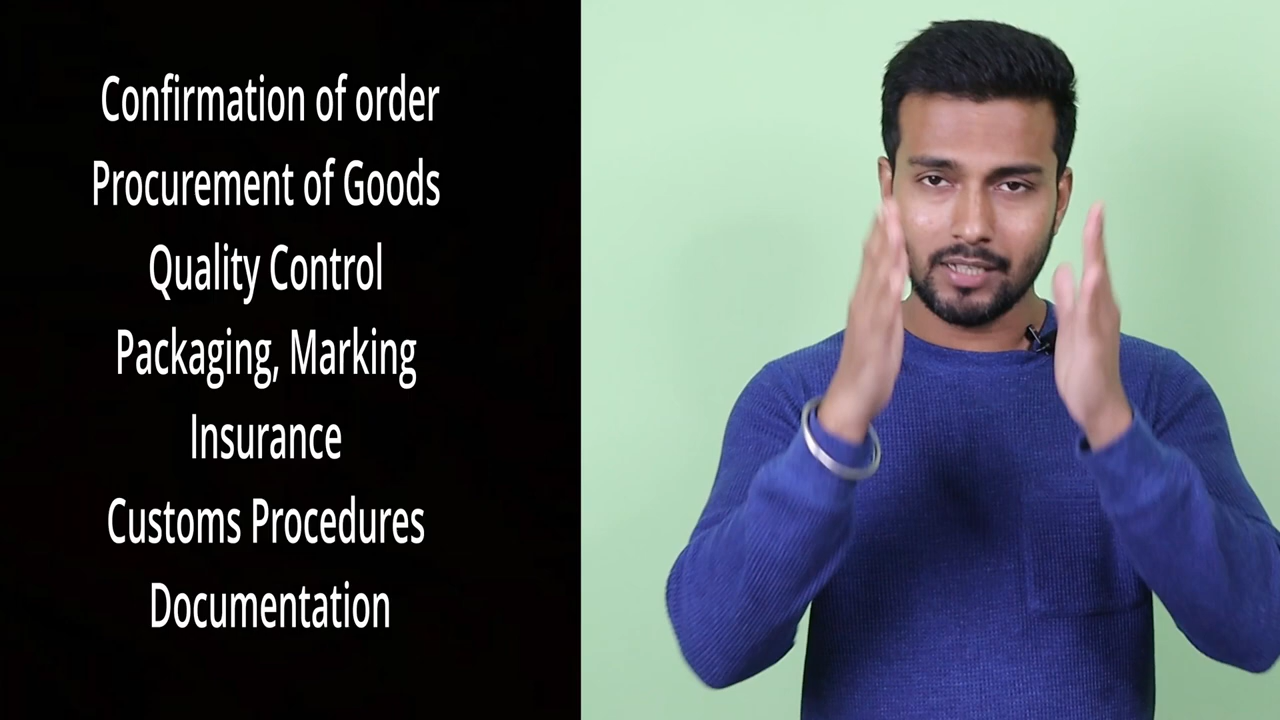 Confirmation of order
Procurement of Goods
Quality Control
Packaging, Marking
Insurance
Customs Procedures
Documentation